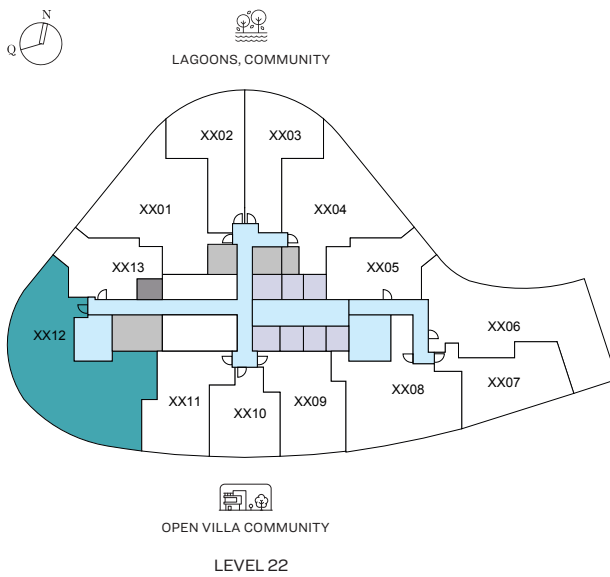 N
Q
LAGOONS, COMMUNITY
XX02
XX03
XX01
XX04
XX13
XX05
XX12
XX06
XX11
XX10
XX09
XX08
XX07
OPEN VILLA COMMUNITY
LEVEL 22